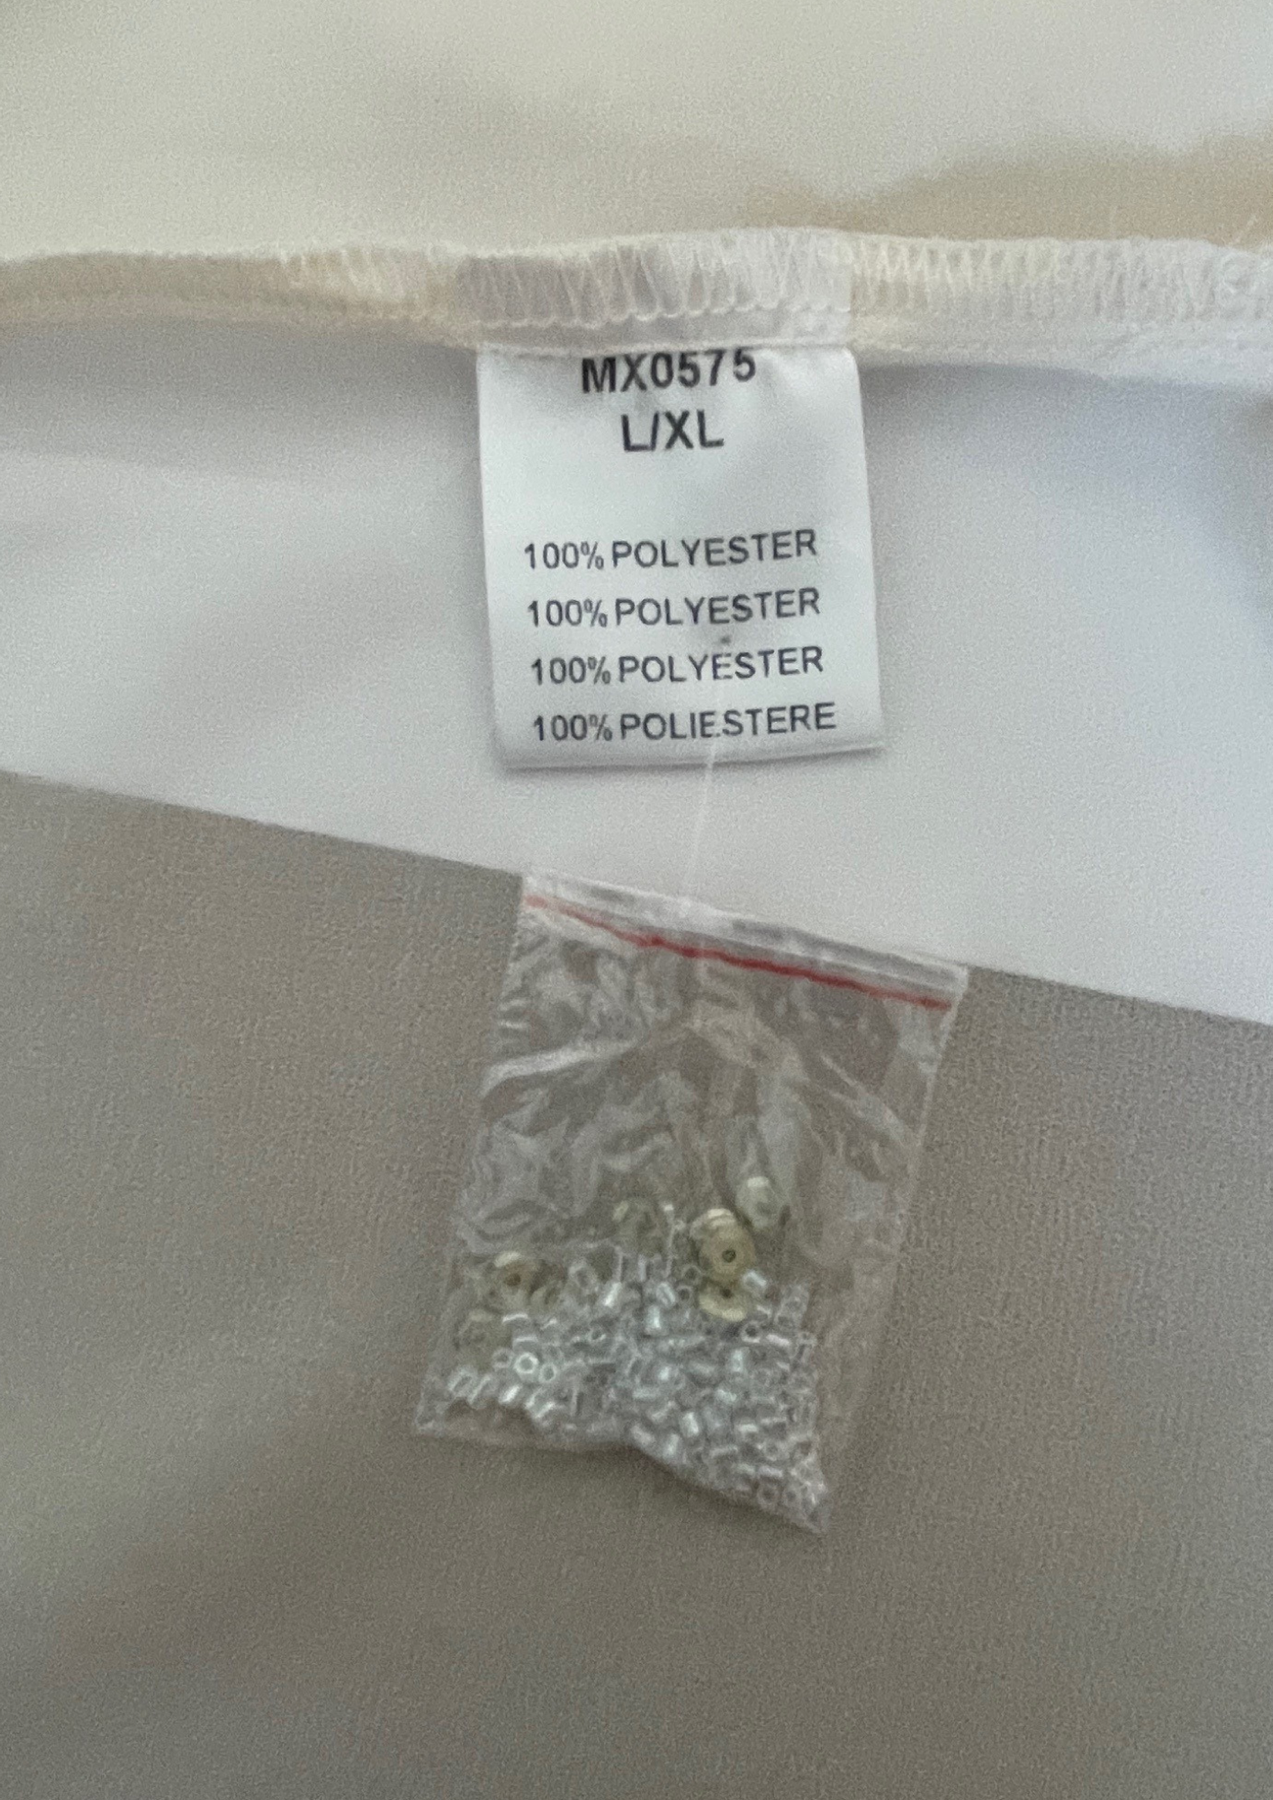 MX0575
L/XL
100% POLYESTER
100% POLYESTER
100% POLYESTER
100% POLIESTERE